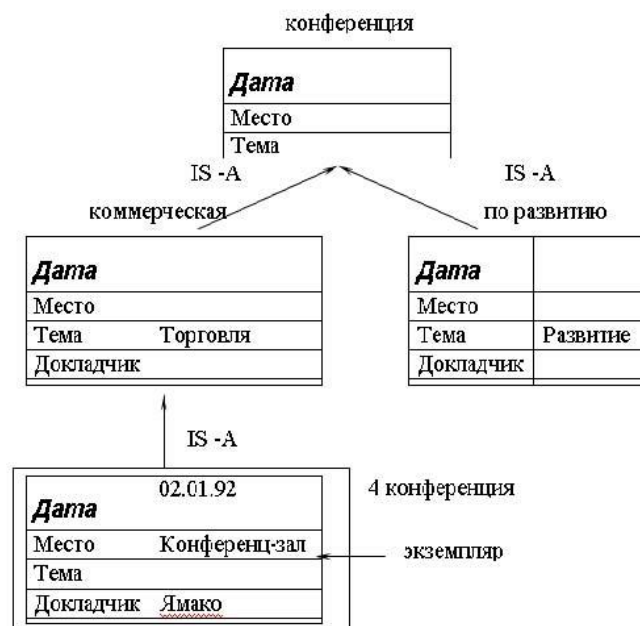 конференция
Дата
Место
Тема
IS -A IS -A
коммерческая по развитию
Дата
Место
Тема Торговля
Докладчик
Дата
Место
Тема Развитие
Докладчик
IS -A
02.01.92 4 конференция
Дата
Место Конференц-зал экземпляр
Тема
Докладчик Ямако